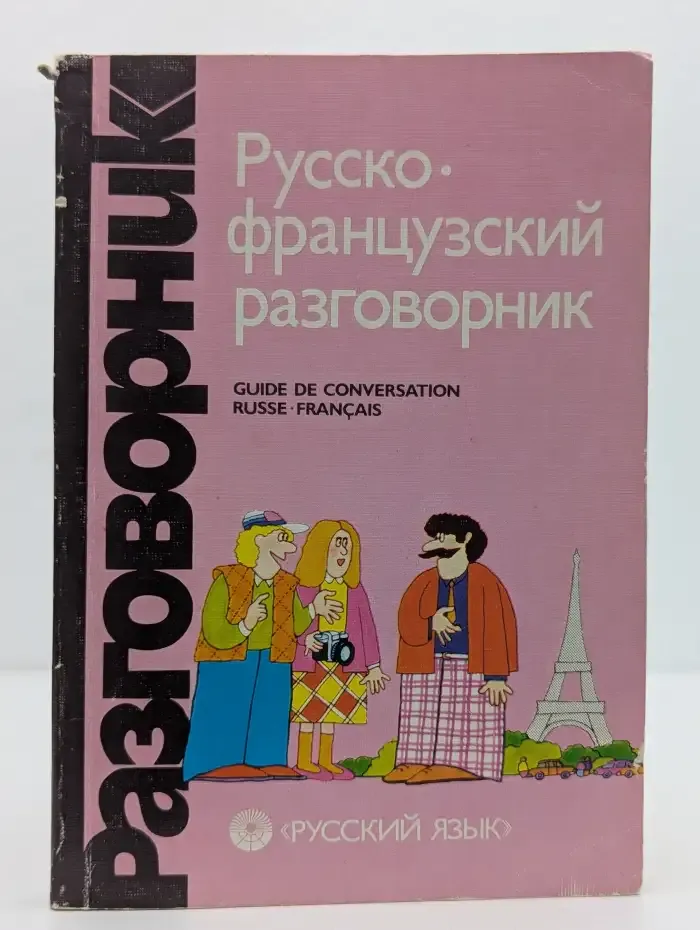 Разговорник
Русско-
французский
разговорник
GUIDE DE CONVERSATION
RUSSE·FRANÇAIS
«РУССКИЙ ЯЗЫК»